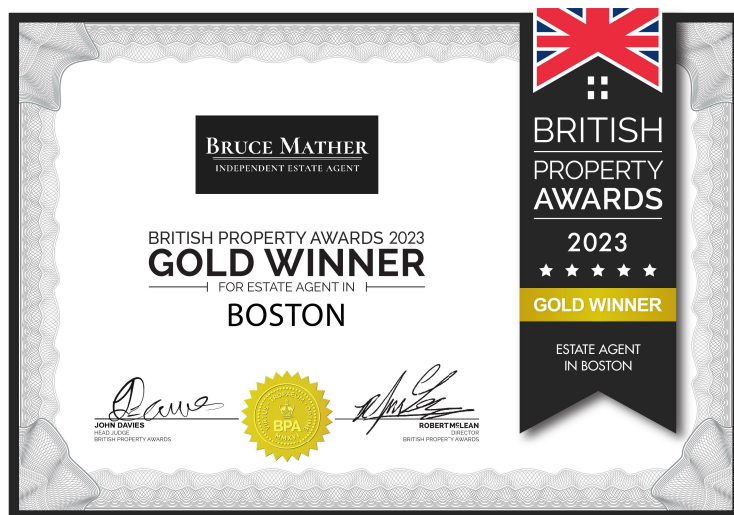 BRUCE MATHER
INDEPENDENT ESTATE AGENT
BRITISH PROPERTY AWARDS 2023
GOLD WINNER
FOR ESTATE AGENT IN
BOSTON
JOHN DAVIES
HEAD JUDGE
BRITISH PROPERTY AWARDS
BPA
ROBERT McLEAN
DIRECTOR
BRITISH PROPERTY AWARDS
BRITISH
PROPERTY
AWARDS
2023
GOLD WINNER
ESTATE AGENT
IN BOSTON